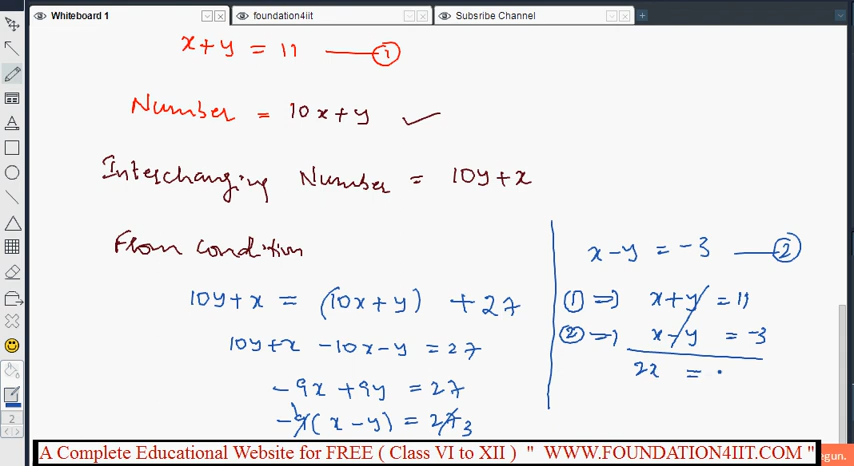 Whiteboard 1
foundation4iit
Subsribe Channel
x+y = 11 —— ①
Number = 10x+y ✓
Interchanging Number = 10y+x
From condition
10y+x = (10x+y) +27
10y+x -10x-y = 27
-9x +9y = 27
-9(x-y) = 27 3
x-y = -3 —— ②
① => x+y = 11
② => x-y = -3
2x = .
2
A Complete Educational Website for FREE ( Class VI to XII ) " WWW.FOUNDATION4IIT.COM "
egun.